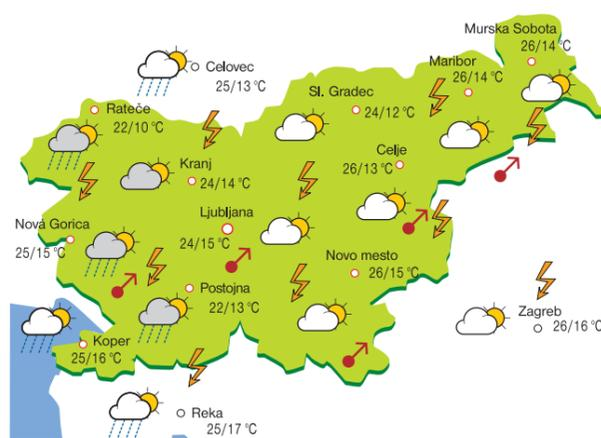 Murska Sobota
26/14 °C
Maribor
26/14 °C
Celovec
25/13 °C
Sl. Gradec
24/12 °C
Rateče
22/10 °C
Celje
26/13 °C
Kranj
24/14 °C
Ljubljana
24/15 °C
Nová Gorica
25/15 °C
Novo mesto
26/15 °C
Postojna
22/13 °C
Zagreb
26/16 °C
Koper
25/16 °C
Reka
25/17 °C